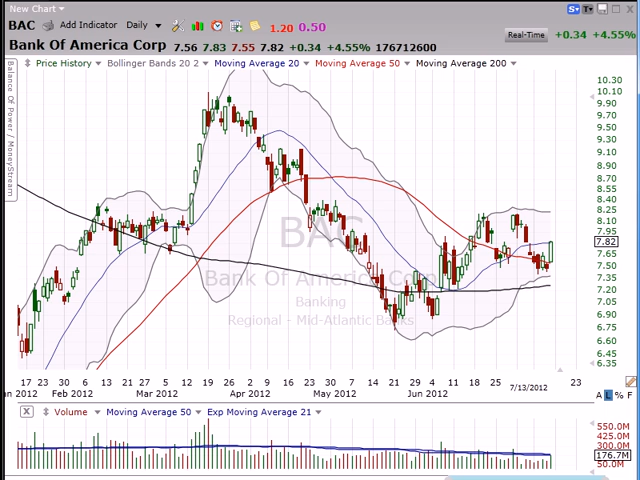 New Chart
BAC Add Indicator Daily 1.20 0.50
Bank Of America Corp 7.56 7.83 7.55 7.82 +0.34 +4.55% 176712600
Real-Time +0.34 +4.55%
Price History Bollinger Bands 20 2 Moving Average 20 Moving Average 50 Moving Average 200
Balance Of Power / MoneyStream
10.30
10.10
9.90
9.70
9.50
9.30
9.10
8.90
8.70
8.55
8.40
8.25
8.10
7.95
7.82
7.65
7.50
7.35
7.20
7.05
6.90
6.75
6.60
6.45
6.35
BAC
Bank Of America Corp
Banking
Regional - Mid-Atlantic Banks
17 23 30 6 13 21 27 5 12 19 26 2 9 16 23 30 7 14 21 29 4 11 18 25 7/13/2012 23
n 2012 Feb 2012 Mar 2012 Apr 2012 May 2012 Jun 2012
A L % F
X Volume Moving Average 50 Exp Moving Average 21
550.0M
425.0M
300.0M
176.7M
50.0M